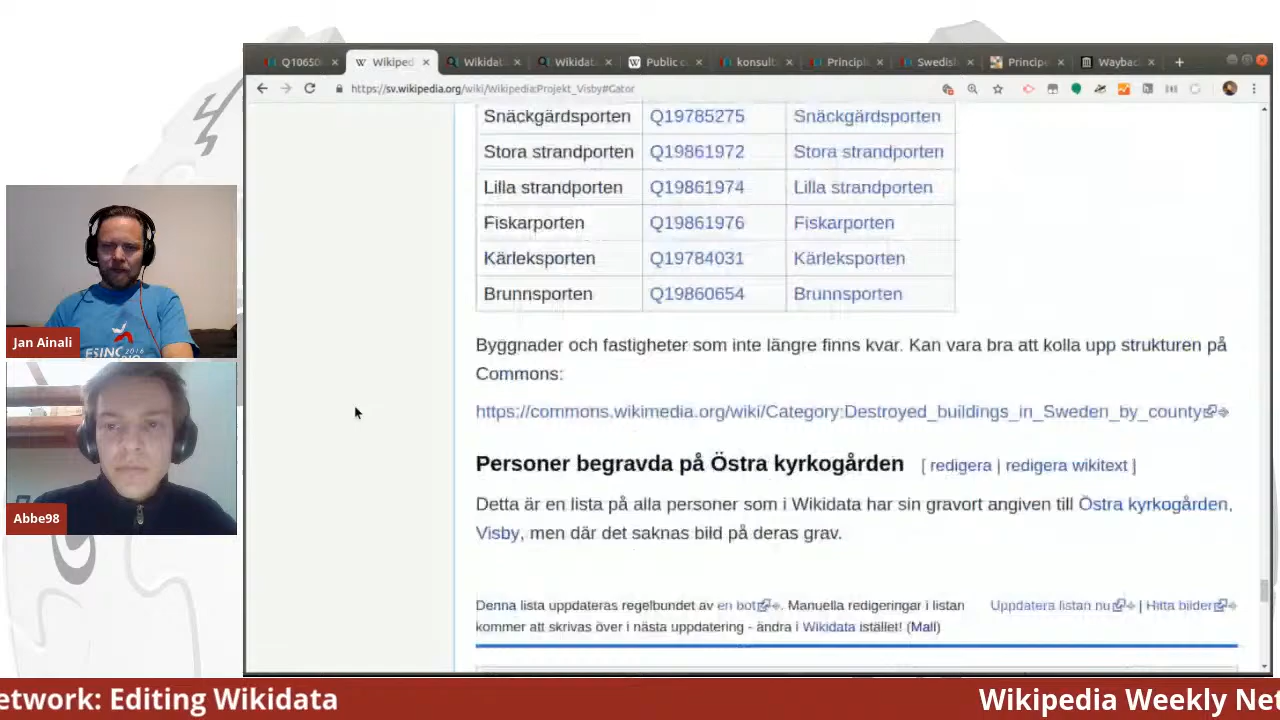 Q10650
Wikiped
Wikidat
Wikidat
Public c
konsult
Principl
Swedisl
Principe
Waybac
https://sv.wikipedia.org/wiki/Wikipedia:Projekt_Visby#Gator
Snäckgärdsporten Q19785275 Snäckgärdsporten
Stora strandporten Q19861972 Stora strandporten
Lilla strandporten Q19861974 Lilla strandporten
Fiskarporten Q19861976 Fiskarporten
Kärleksporten Q19784031 Kärleksporten
Brunnsporten Q19860654 Brunnsporten
Byggnader och fastigheter som inte längre finns kvar. Kan vara bra att kolla upp strukturen på
Commons:
https://commons.wikimedia.org/wiki/Category:Destroyed_buildings_in_Sweden_by_county
Personer begravda på Östra kyrkogården [ redigera | redigera wikitext ]
Detta är en lista på alla personer som i Wikidata har sin gravort angiven till Östra kyrkogården,
Visby, men där det saknas bild på deras grav.
Denna lista uppdateras regelbundet av en bot. Manuella redigeringar i listan
kommer att skrivas över i nästa uppdatering - ändra i Wikidata istället! (Mall)
Uppdatera listan nu | Hitta bilder
Jan Ainali
ESINC 2018
Abbe98
etwork: Editing Wikidata
Wikipedia Weekly Net